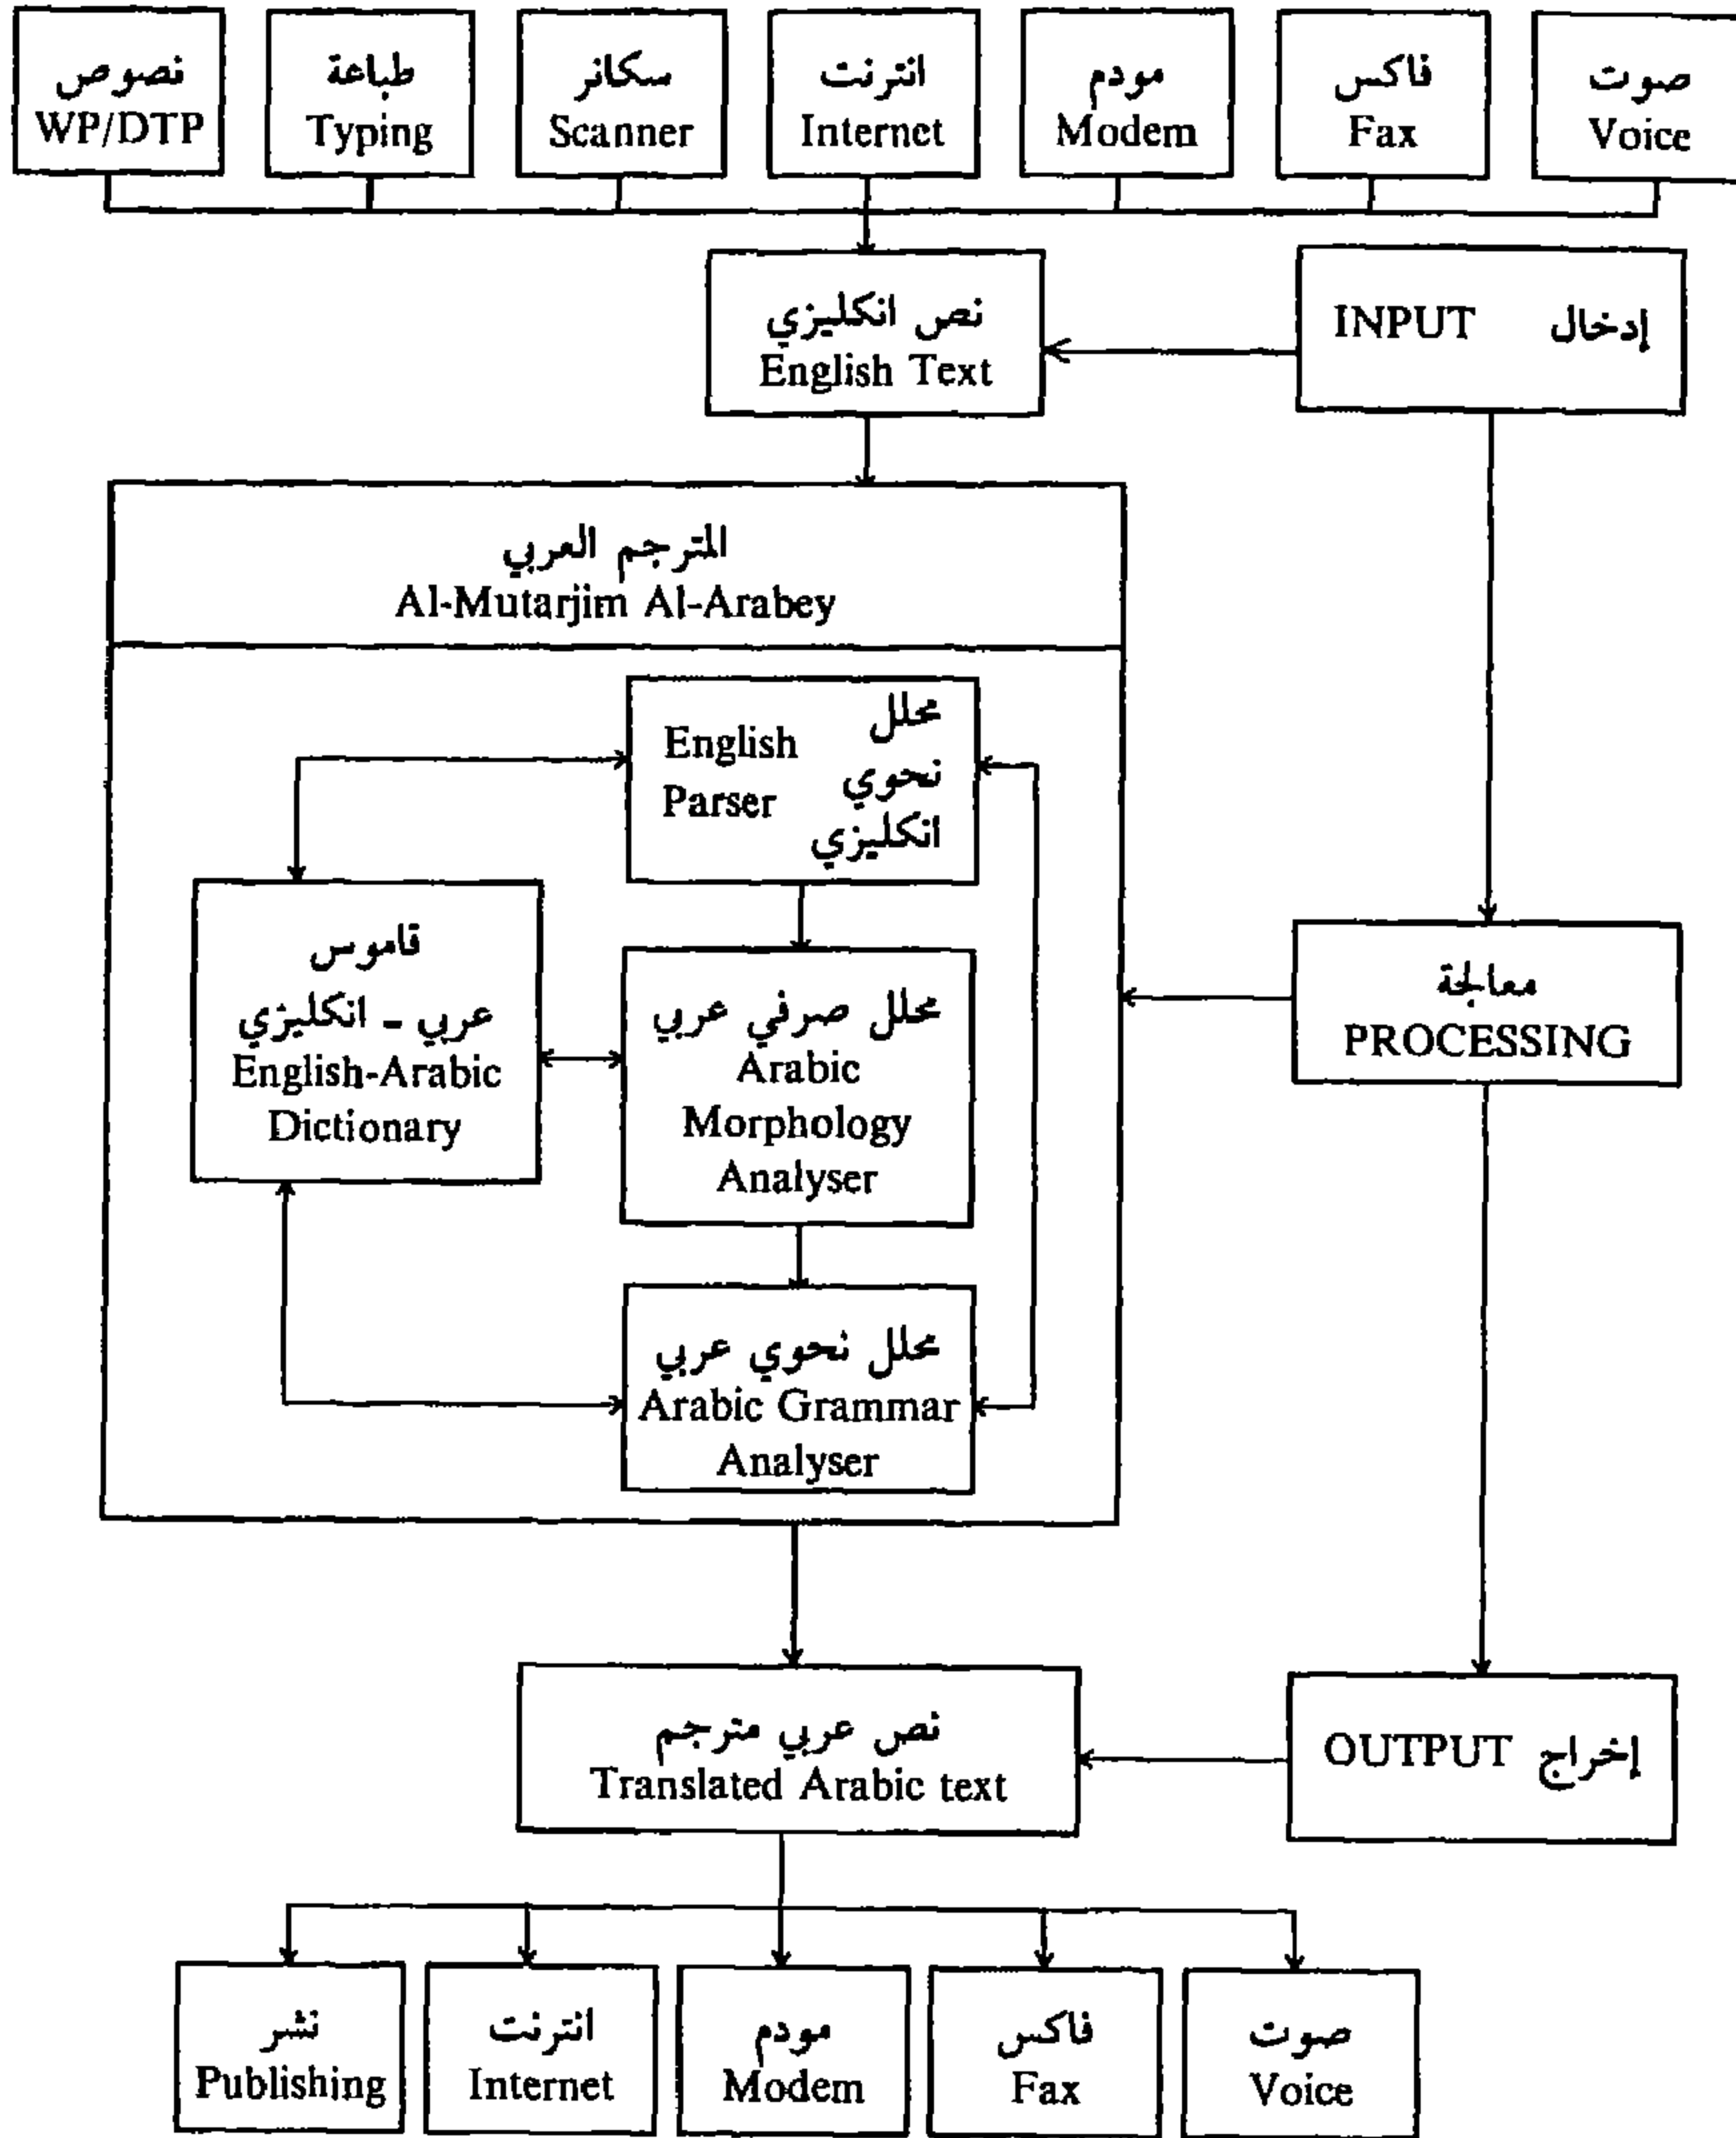 نصوص
WP/DTP
طباعة
Typing
سكانر
Scanner
انترنت
Internet
مودم
Modem
فاكس
Fax
صوت
Voice
نص انكليزي
English Text
INPUT إدخال
المترجم العربي
Al-Mutarjim Al-Arabey
English Parser
محلل
نحوي
انكليزي
قاموس
عربي - انكليزي
English-Arabic
Dictionary
محلل صرفي عربي
Arabic
Morphology
Analyser
معالجة
PROCESSING
محلل نحوي عربي
Arabic Grammar
Analyser
نص عربي مترجم
Translated Arabic text
OUTPUT إخراج
نشر
Publishing
انترنت
Internet
مودم
Modem
فاكس
Fax
صوت
Voice